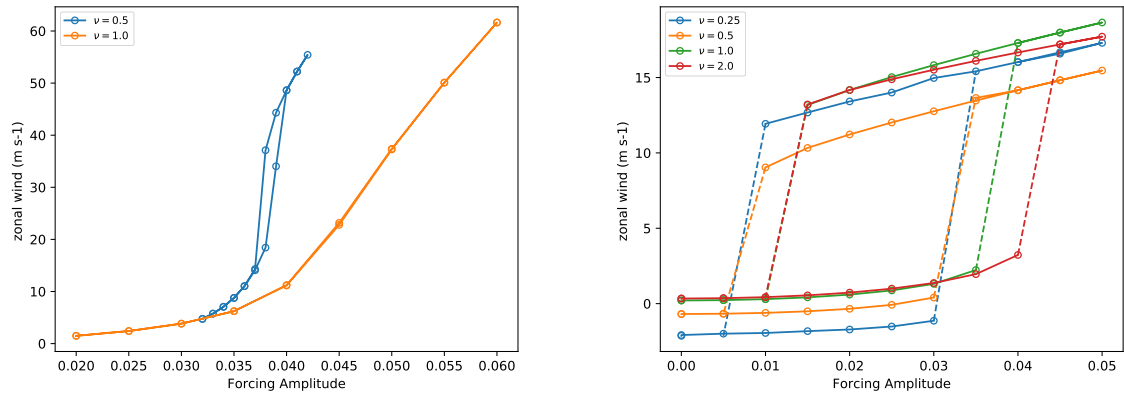 60
50
40
30
20
10
0
zonal wind (m s-1)
ν = 0.5
ν = 1.0
0.020 0.025 0.030 0.035 0.040 0.045 0.050 0.055 0.060
Forcing Amplitude
15
10
5
0
zonal wind (m s-1)
ν = 0.25
ν = 0.5
ν = 1.0
ν = 2.0
0.00 0.01 0.02 0.03 0.04 0.05
Forcing Amplitude